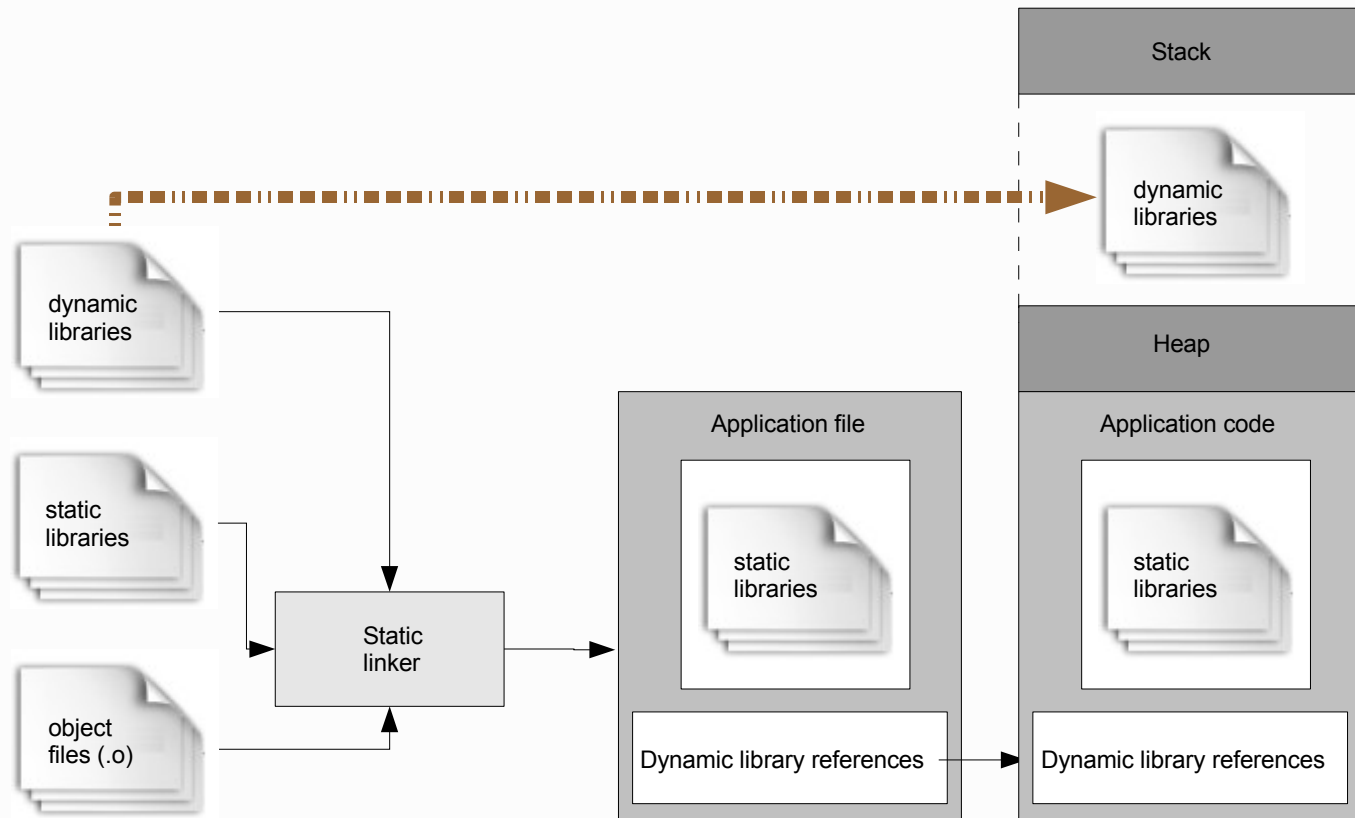 Stack
dynamic
libraries
dynamic
libraries
Heap
Application file
Application code
static
libraries
static
libraries
static
libraries
Static
linker
object
files (.o)
Dynamic library references
Dynamic library references